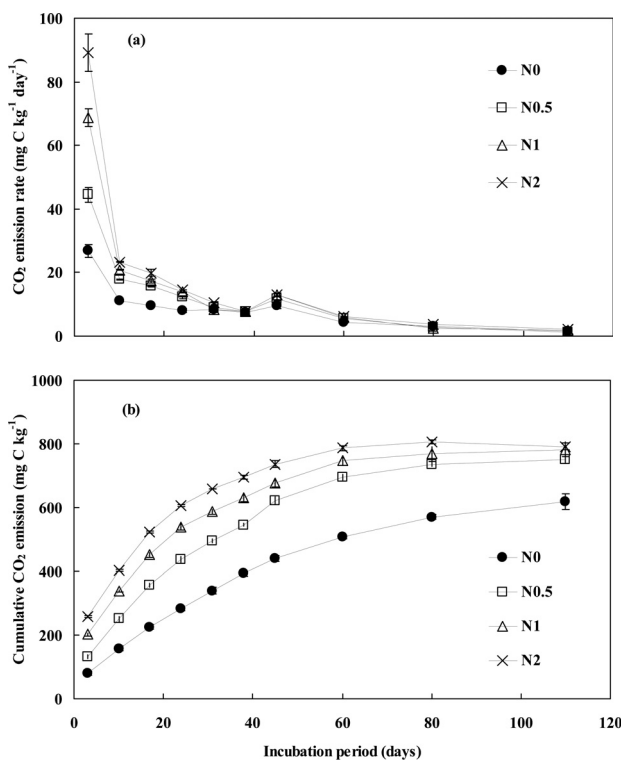 100
80
60
40
20
0
CO₂ emission rate (mg C kg⁻¹ day⁻¹)
(a)
N0
N0.5
N1
N2
1000
800
600
400
200
0
Cumulative CO₂ emission (mg C kg⁻¹)
(b)
N0
N0.5
N1
N2
0 20 40 60 80 100 120
Incubation period (days)